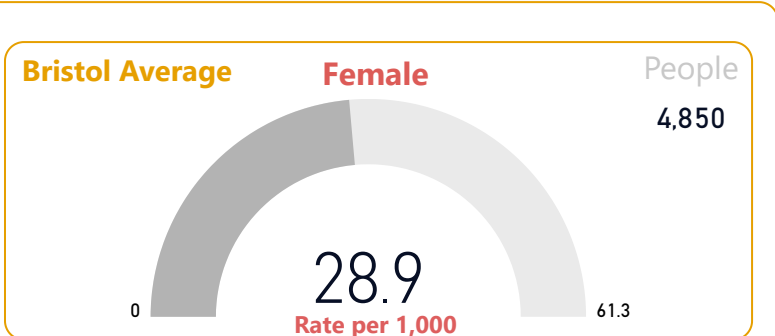 Bristol Average
Female
People
4,850
28.9
0
61.3
Rate per 1,000